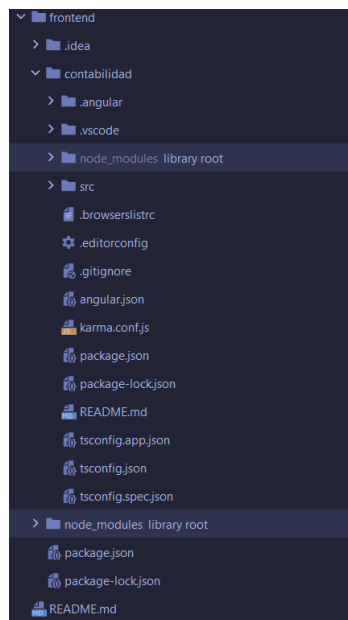 frontend
.idea
contabilidad
.angular
.vscode
node_modules library root
src
.browserslistrc
.editorconfig
.gitignore
angular.json
karma.conf.js
package.json
package-lock.json
README.md
tsconfig.app.json
tsconfig.json
tsconfig.spec.json
node_modules library root
package.json
package-lock.json
README.md